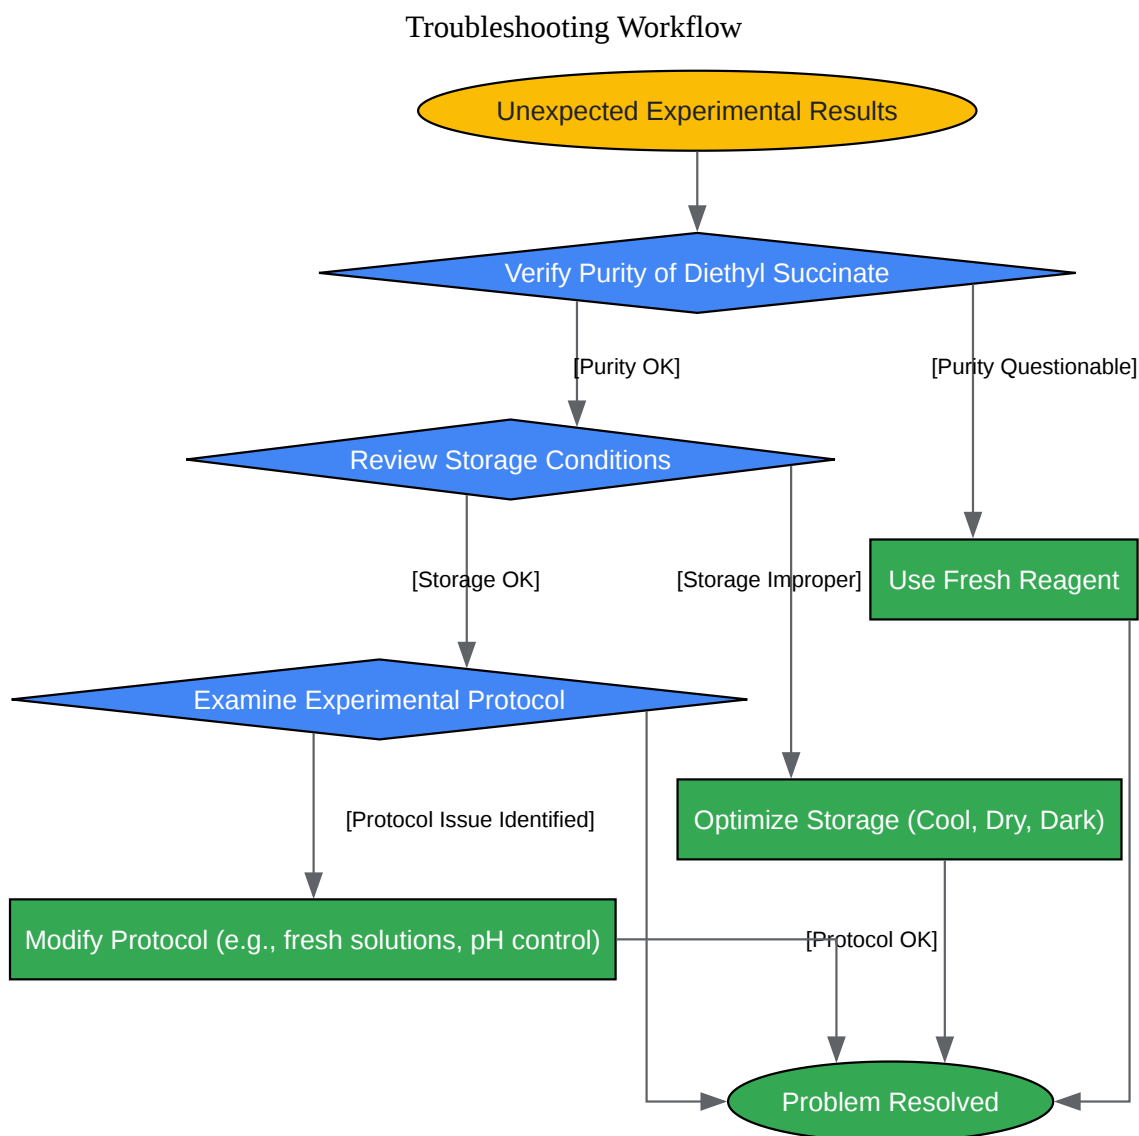 Troubleshooting Workflow
Unexpected Experimental Results
Verify Purity of Diethyl Succinate
[Purity OK]
[Purity Questionable]
Review Storage Conditions
[Storage OK]
[Storage Improper]
Use Fresh Reagent
Examine Experimental Protocol
[Protocol Issue Identified]
Optimize Storage (Cool, Dry, Dark)
Modify Protocol (e.g., fresh solutions, pH control)
[Protocol OK]
Problem Resolved